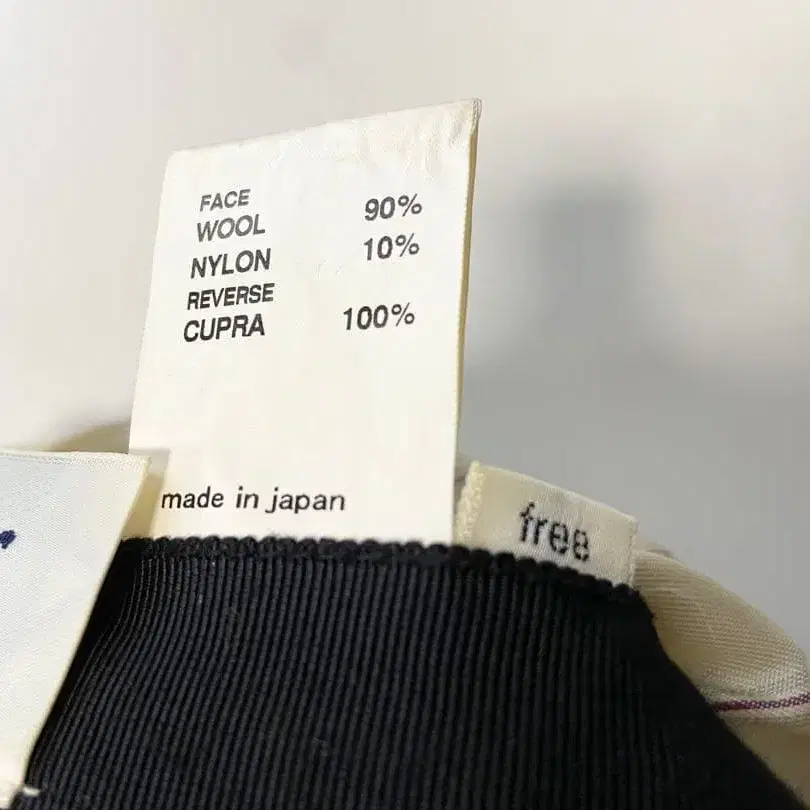 FACE
WOOL 90%
NYLON 10%
REVERSE
CUPRA 100%
made in japan
free